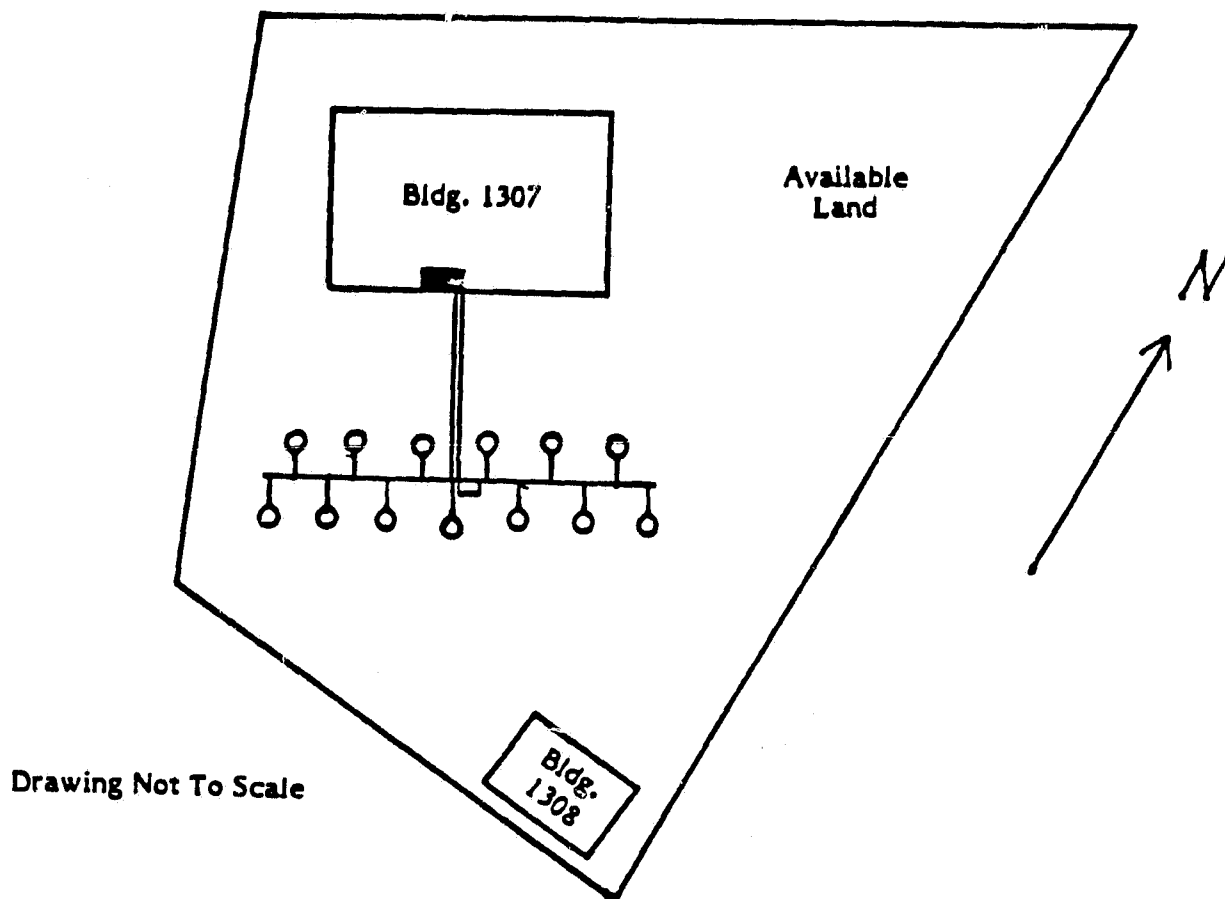 Bldg. 1307
Available
Land
N
Bldg.
1308
Drawing Not To Scale